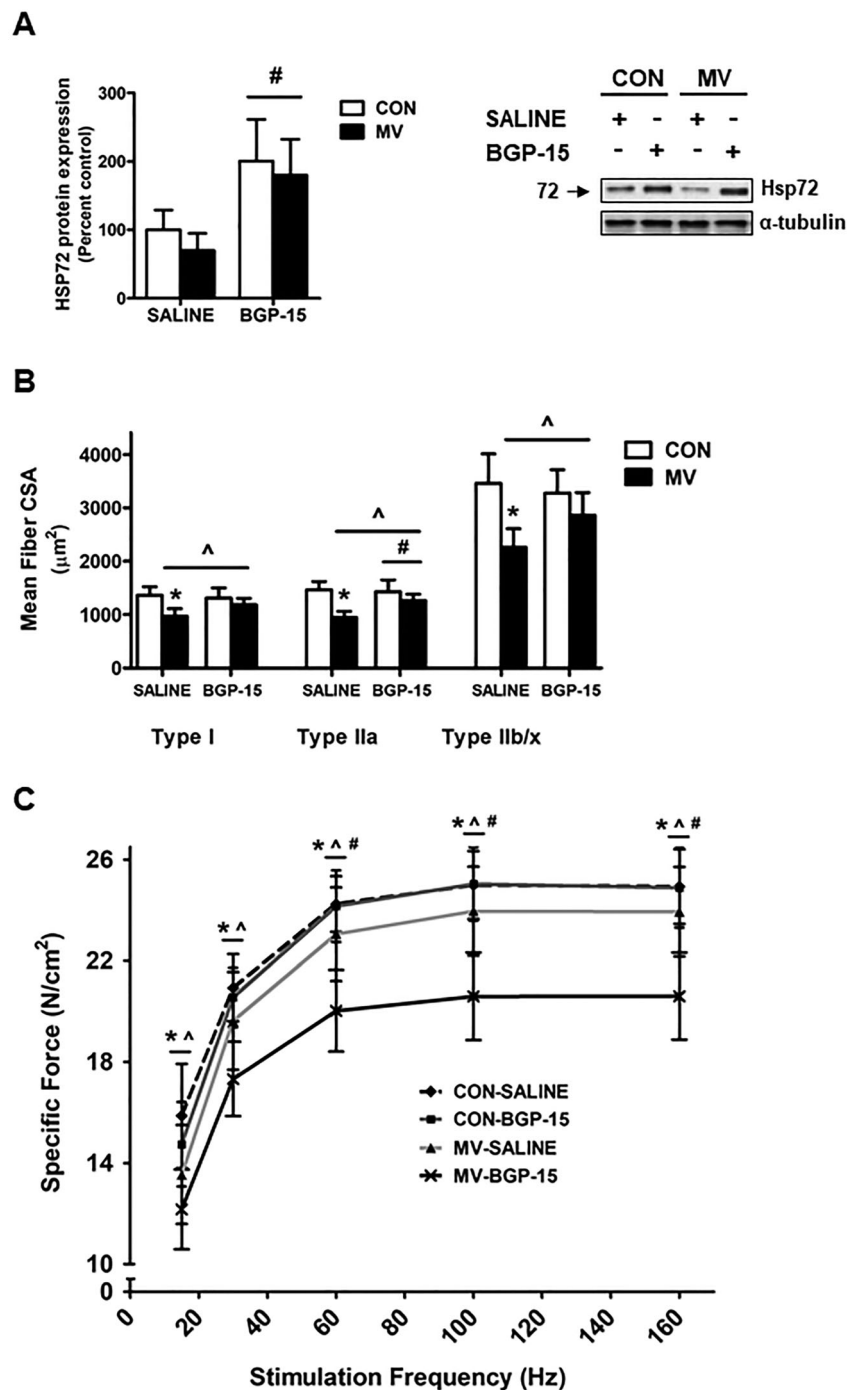 A
HSP72 protein expression
(Percent control)
300
200
100
0
#
SALINE BGP-15
CON
MV
CON MV
SALINE + - + -
BGP-15 - + - +
72 → Hsp72
α-tubulin
B
Mean Fiber CSA
(μm²)
4000
3000
2000
1000
0
^
*
^
#
*
^
*
CON
MV
SALINE BGP-15 SALINE BGP-15 SALINE BGP-15
Type I Type IIa Type IIb/x
C
Specific Force (N/cm²)
26
22
18
14
10
0
* ^
* ^
* ^ #
* ^ #
* ^ #
CON-SALINE
CON-BGP-15
MV-SALINE
MV-BGP-15
0 20 40 60 80 100 120 140 160
Stimulation Frequency (Hz)